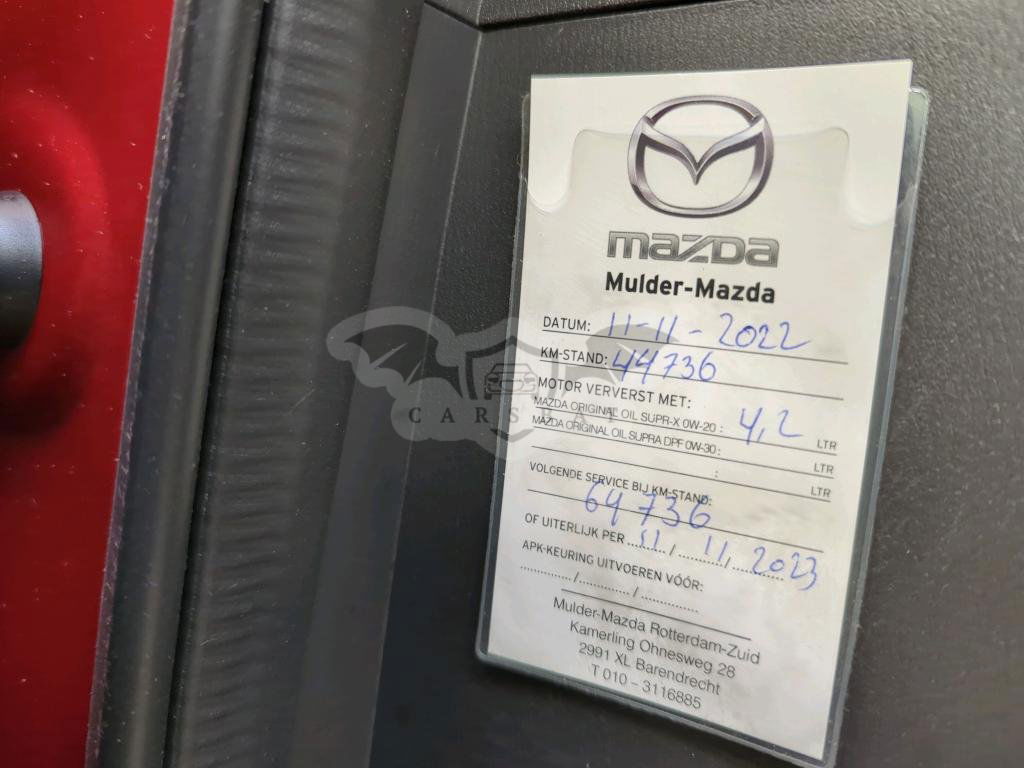 mazda
Mulder-Mazda
DATUM: 11-11-2022
KM-STAND: 44736
MOTOR VERVERST MET:
MAZDA ORIGINAL OIL SUPR-X 0W-20: 4,2 LTR
MAZDA ORIGINAL OIL SUPRA DPF 0W-30: LTR
: LTR
VOLGENDE SERVICE BIJ KM-STAND:
64736
OF UITERLIJK PER 11/11/2023
APK-KEURING UITVOEREN VÓÓR:
............/............/............
Mulder-Mazda Rotterdam-Zuid
Kamerling Ohnesweg 28
2991 XL Barendrecht
T 010 - 3116885